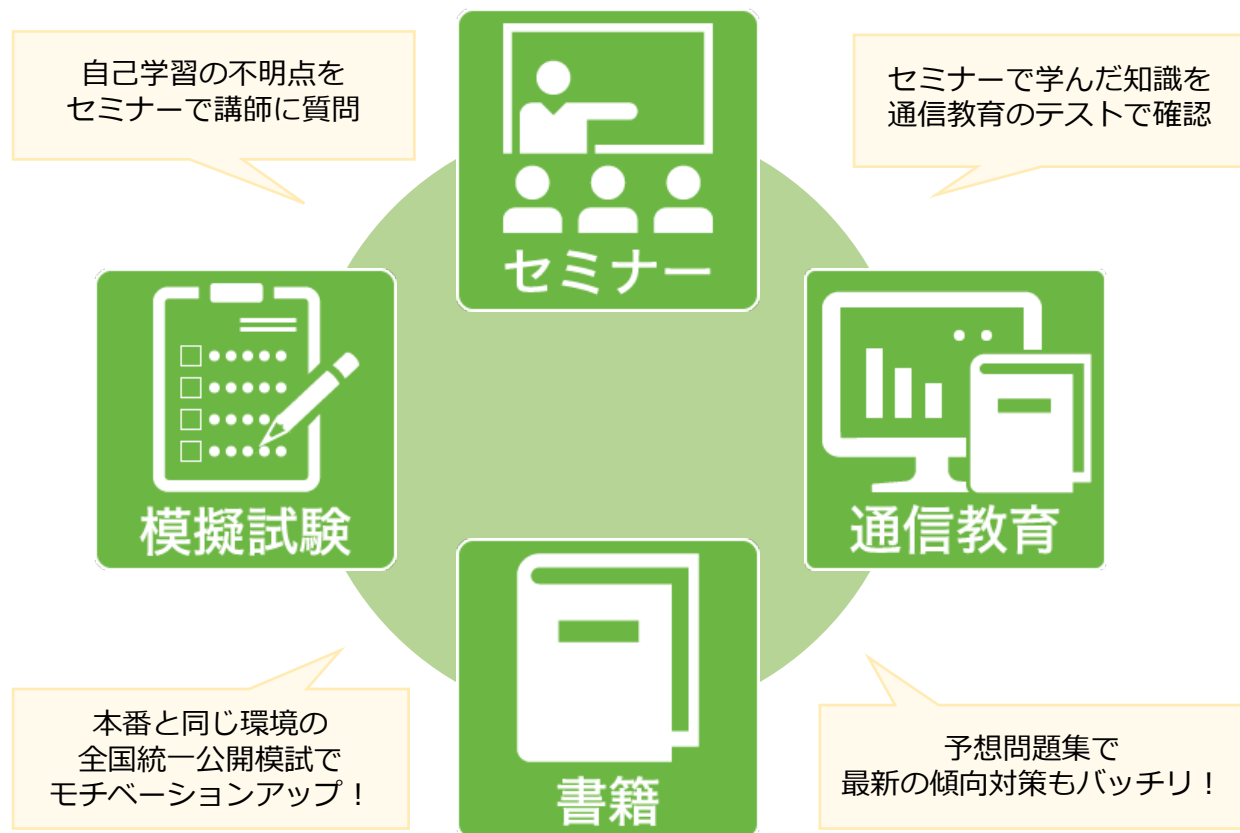 自己学習の不明点を
セミナーで講師に質問
セミナーで学んだ知識を
通信教育のテストで確認
セミナー
模擬試験
通信教育
本番と同じ環境の
全国統一公開模試で
モチベーションアップ！
予想問題集で
最新の傾向対策もバッチリ！
書籍